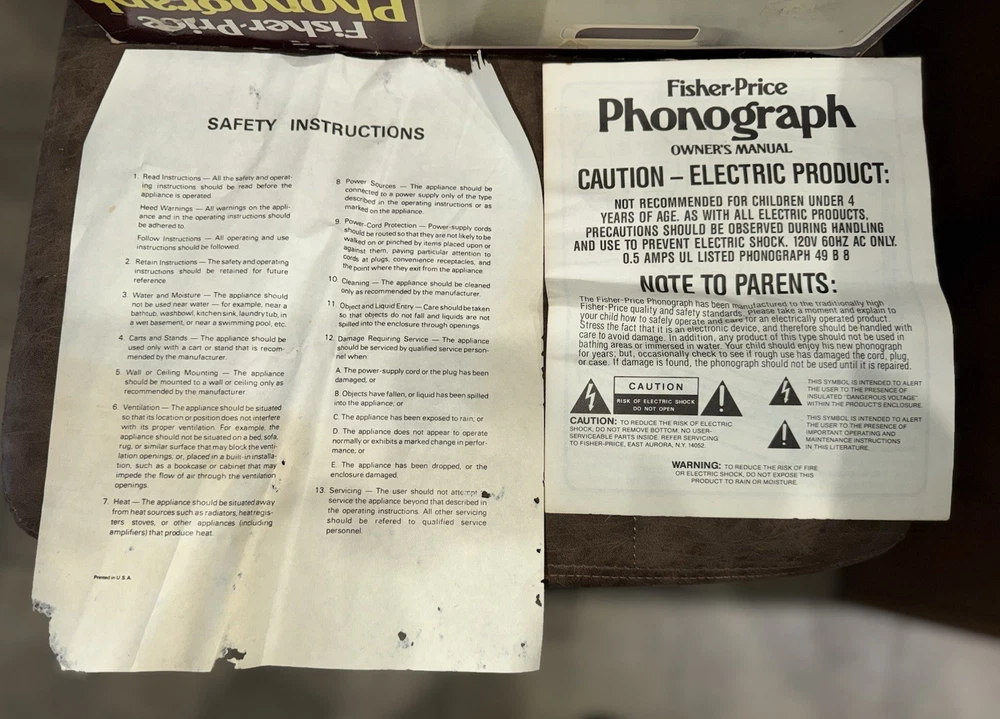 Fisher-Price
Phonograph
SAFETY INSTRUCTIONS
1. Read Instructions — All the safety and operat-
ing instructions should be read before the
appliance is operated.
Heed Warnings — All warnings on the appli-
ance and in the operating instructions should
be adhered to.
Follow Instructions — All operating and use
instructions should be followed.
2. Retain Instructions — The safety and operating
instructions should be retained for future
reference.
3. Water and Moisture — The appliance should
not be used near water — for example, near a
bathtub, washbowl, kitchen sink, laundry tub, in
a wet basement, or near a swimming pool, etc.
4. Carts and Stands — The appliance should be
used only with a cart or stand that is recom-
mended by the manufacturer.
5. Wall or Ceiling Mounting — The appliance
should be mounted to a wall or ceiling only as
recommended by the manufacturer.
6. Ventilation — The appliance should be situated
so that its location or position does not interfere
with its proper ventilation. For example, the
appliance should not be situated on a bed, sofa,
rug, or similar surface that may block the venti-
lation openings; or, placed in a built-in installa-
tion, such as a bookcase or cabinet that may
impede the flow of air through the ventilation
openings.
7. Heat — The appliance should be situated away
from heat sources such as radiators, heat regis-
ters, stoves, or other appliances (including
amplifiers) that produce heat.
Printed in U.S.A.
8. Power Sources — The appliance should be
connected to a power supply only of the type
described in the operating instructions or as
marked on the appliance.
9. Power-Cord Protection — Power-supply cords
should be routed so that they are not likely to be
walked on or pinched by items placed upon or
against them, paying particular attention to
cords at plugs, convenience receptacles, and
the point where they exit from the appliance.
10. Cleaning — The appliance should be cleaned
only as recommended by the manufacturer.
11. Object and Liquid Entry — Care should be taken
so that objects do not fall and liquids are not
spilled into the enclosure through openings.
12. Damage Requiring Service — The appliance
should be serviced by qualified service person-
nel when:
A. The power-supply cord or the plug has been
damaged; or
B. Objects have fallen, or liquid has been spilled
into the appliance; or
C. The appliance has been exposed to rain; or
D. The appliance does not appear to operate
normally or exhibits a marked change in perfor-
mance; or
E. The appliance has been dropped, or the
enclosure damaged.
13. Servicing — The user should not attempt to
service the appliance beyond that described in
the operating instructions. All other servicing
should be refered to qualified service
personnel.
Fisher-Price
Phonograph
OWNER'S MANUAL
CAUTION – ELECTRIC PRODUCT:
NOT RECOMMENDED FOR CHILDREN UNDER 4
YEARS OF AGE. AS WITH ALL ELECTRIC PRODUCTS,
PRECAUTIONS SHOULD BE OBSERVED DURING HANDLING
AND USE TO PREVENT ELECTRIC SHOCK. 120V 60HZ AC ONLY.
0.5 AMPS UL LISTED PHONOGRAPH 49 B 8
NOTE TO PARENTS:
The Fisher-Price Phonograph has been manufactured to the traditionally high
Fisher-Price quality and safety standards. Please take a moment and explain to
your child how to safely operate and care for an electrically operated product.
Stress the fact that it is an electronic device, and therefore should be handled with
care to avoid damage. In addition, any product of this type should not be used in
bathing areas or immersed in water. Your child should enjoy his new phonograph
for years; but, occasionally check to see if rough use has damaged the cord, plug,
or case. If damage is found, the phonograph should not be used until it is repaired.
CAUTION
RISK OF ELECTRIC SHOCK
DO NOT OPEN
CAUTION: TO REDUCE THE RISK OF ELECTRIC
SHOCK, DO NOT REMOVE BOTTOM. NO USER-
SERVICEABLE PARTS INSIDE. REFER SERVICING
TO FISHER-PRICE, EAST AURORA, N.Y. 14052.
THIS SYMBOL IS INTENDED TO ALERT
THE USER TO THE PRESENCE OF
INSULATED "DANGEROUS VOLTAGE"
WITHIN THE PRODUCT'S ENCLOSURE.
THIS SYMBOL IS INTENDED TO ALERT
THE USER TO THE PRESENCE OF
IMPORTANT OPERATING AND
MAINTENANCE INSTRUCTIONS
IN THIS LITERATURE.
WARNING: TO REDUCE THE RISK OF FIRE
OR ELECTRIC SHOCK, DO NOT EXPOSE THIS
PRODUCT TO RAIN OR MOISTURE.